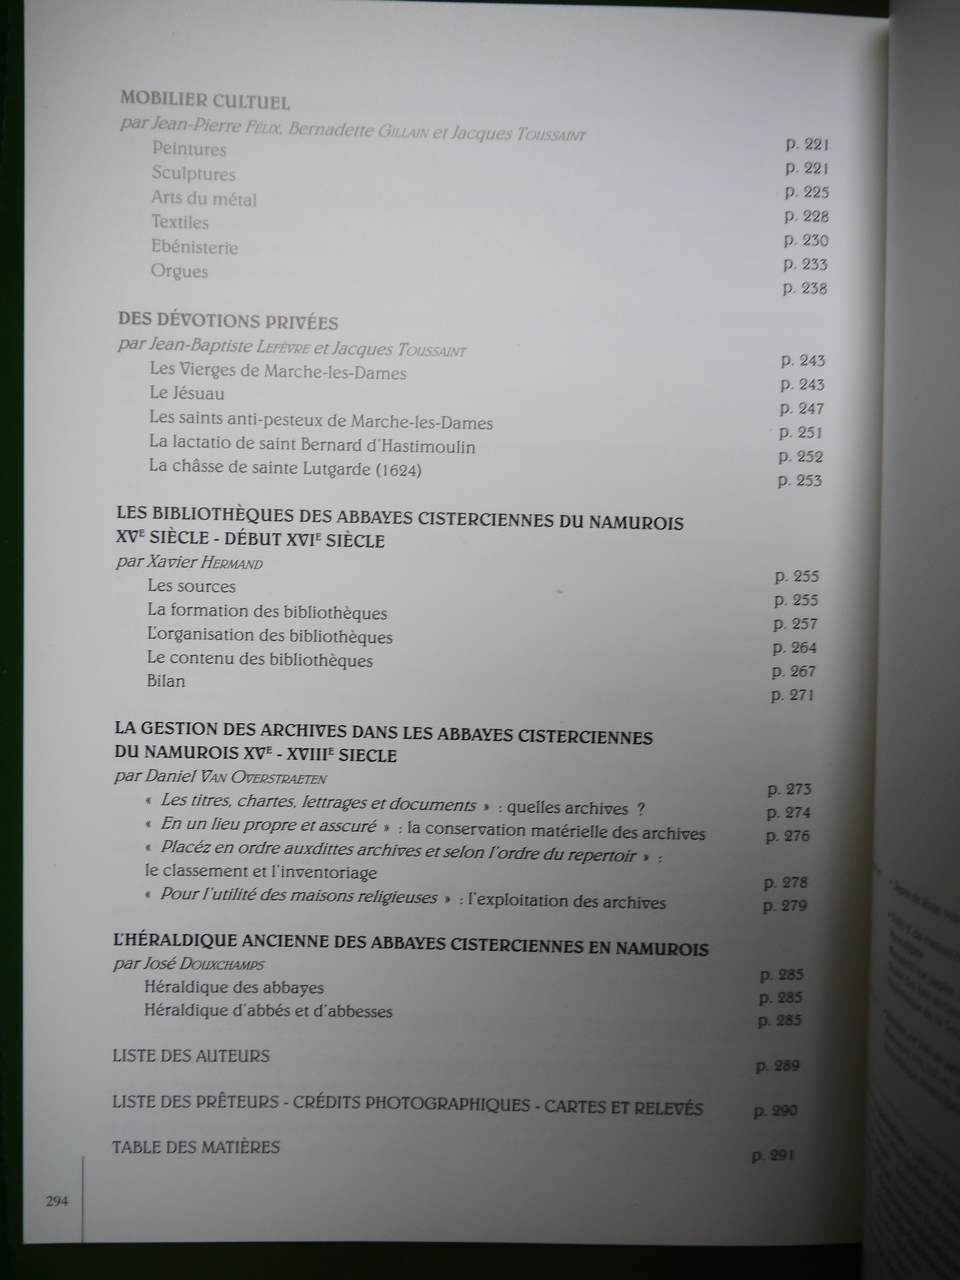 MOBILIER CULTUEL
par Jean-Pierre FÉLIX, Bernadette GILLAIN et Jacques TOUSSAINT p. 221
Peintures p. 221
Sculptures p. 225
Arts du métal p. 228
Textiles p. 230
Ebénisterie p. 233
Orgues p. 238
DES DÉVOTIONS PRIVÉES
par Jean-Baptiste LEFÈVRE et Jacques TOUSSAINT p. 243
Les Vierges de Marche-les-Dames p. 243
Le Jésuau p. 247
Les saints anti-pesteux de Marche-les-Dames p. 251
La lactatio de saint Bernard d'Hastimoulin p. 252
La châsse de sainte Lutgarde (1624) p. 253
LES BIBLIOTHÈQUES DES ABBAYES CISTERCIENNES DU NAMUROIS
XVE SIÈCLE - DÉBUT XVIE SIÈCLE
par Xavier HERMAND p. 255
Les sources p. 255
La formation des bibliothèques p. 257
L'organisation des bibliothèques p. 264
Le contenu des bibliothèques p. 267
Bilan p. 271
LA GESTION DES ARCHIVES DANS LES ABBAYES CISTERCIENNES
DU NAMUROIS XVE - XVIIIE SIECLE
par Daniel VAN OVERSTRAETEN p. 273
« Les titres, chartes, lettrages et documents » : quelles archives ? p. 274
« En un lieu propre et asscuré » : la conservation matérielle des archives p. 276
« Placéz en ordre auxdittes archives et selon l'ordre du repertoir » :
le classement et l'inventoriage p. 278
« Pour l'utilité des maisons religieuses » : l'exploitation des archives p. 279
L'HÉRALDIQUE ANCIENNE DES ABBAYES CISTERCIENNES EN NAMUROIS
par José DOUXCHAMPS p. 285
Héraldique des abbayes p. 285
Héraldique d'abbés et d'abbesses p. 285
LISTE DES AUTEURS p. 289
LISTE DES PRÊTEURS - CRÉDITS PHOTOGRAPHIQUES - CARTES ET RELEVÉS p. 290
TABLE DES MATIÈRES p. 291
294